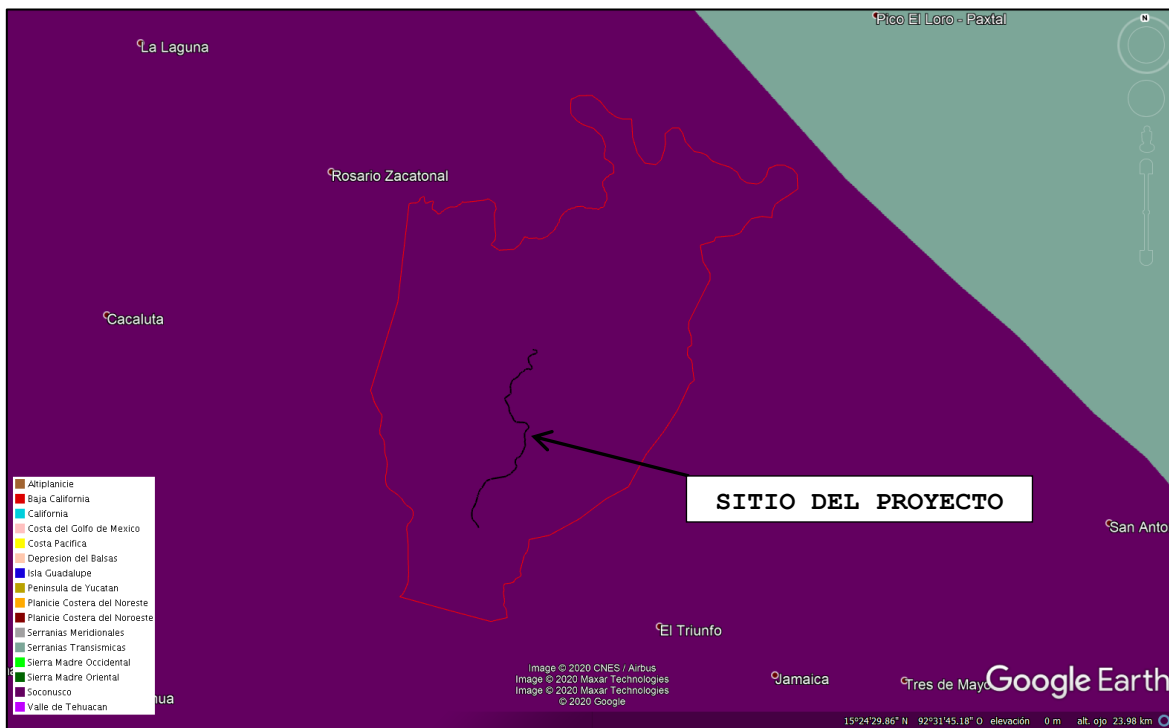 Pico El Loro - Paxtal
N
La Laguna
Rosario Zacatonal
Cacaluta
SITIO DEL PROYECTO
Altiplanicie
Baja California
California
Costa del Golfo de Mexico
Costa Pacifica
Depresion del Balsas
Isla Guadalupe
Peninsula de Yucatan
Planicie Costera del Noreste
Planicie Costera del Noroeste
Serranias Meridionales
Serranias Transismicas
Sierra Madre Occidental
Sierra Madre Oriental
Soconusco
Valle de Tehuacan
San Anto
El Triunfo
Jamaica
Tres de Mayo
hua
Image © 2020 CNES / Airbus
Image © 2020 Maxar Technologies
Image © 2020 Maxar Technologies
© 2020 Google
Google Earth
15°24'29.86" N 92°31'45.18" O elevación 0 m alt. ojo 23.98 km